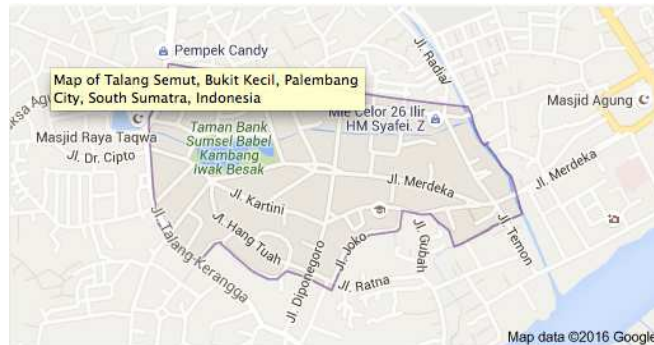 Pempek Candy
Jl. Radial
Map of Talang Semut, Bukit Kecil, Palembang
City, South Sumatra, Indonesia
Mie Celor 26 Ilir
HM Syafei. Z
Masjid Agung
Masjid Raya Taqwa
Taman Bank
Sumsel Babel
Kambang
Iwak Besak
Jl. Dr. Cipto
Jl. Merdeka
Jl. Merdeka
Jl. Kartini
Jl. Talang Kerangga
Jl. Hang Tuah
Jl. Diponegoro
Jl. Joko
Jl. Gubah
Jl. Temon
Jl. Ratna
Map data ©2016 Google